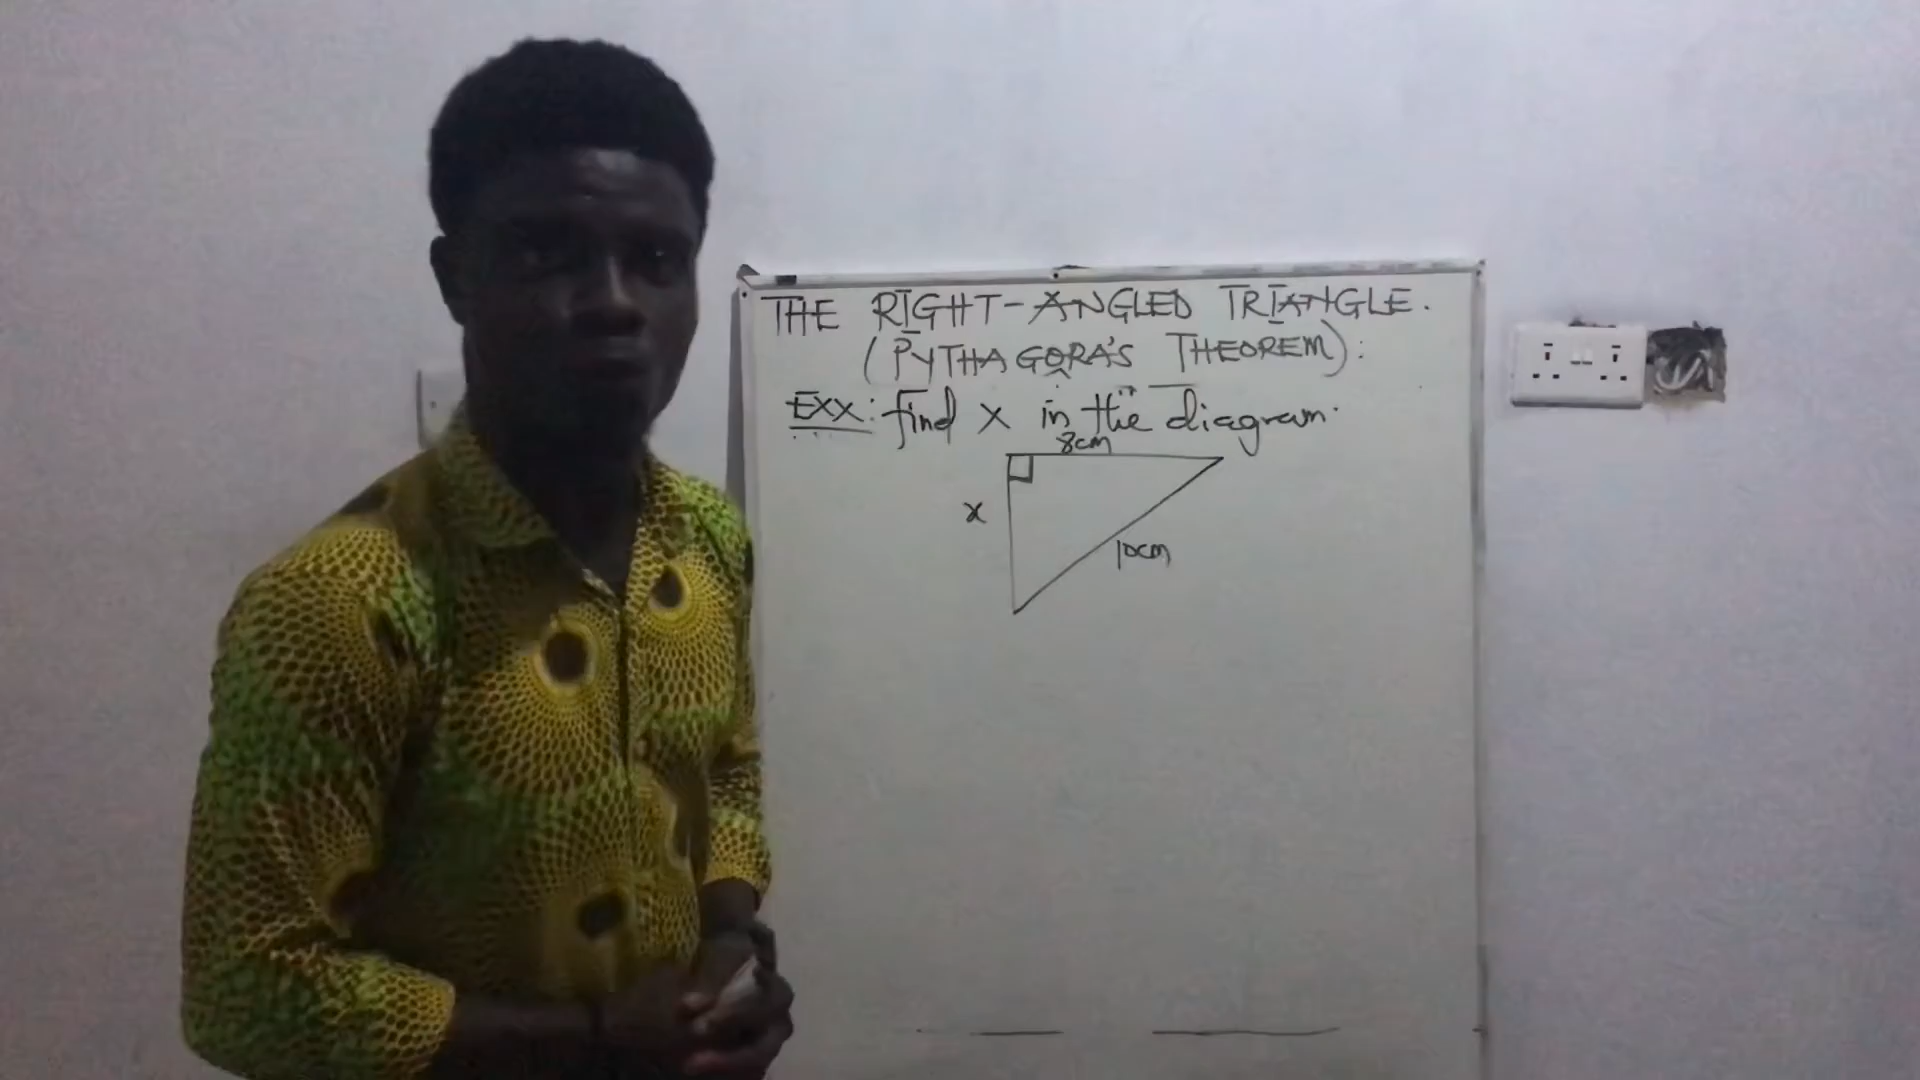 THE RIGHT-ANGLED TRIANGLE.
(PYTHAGORA'S THEOREM):
EXX: find x in the diagram.
8cm
x
10cm